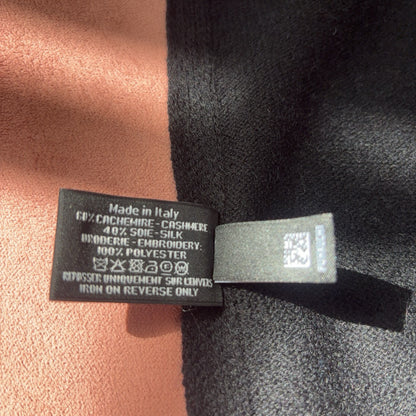 Made in Italy
60% CACHEMIRE - CASHMERE
40% SOIE - SILK
BRODERIE - EMBROIDERY:
100% POLYESTER
REPASSER UNIQUEMENT SUR L'ENVERS
IRON ON REVERSE ONLY